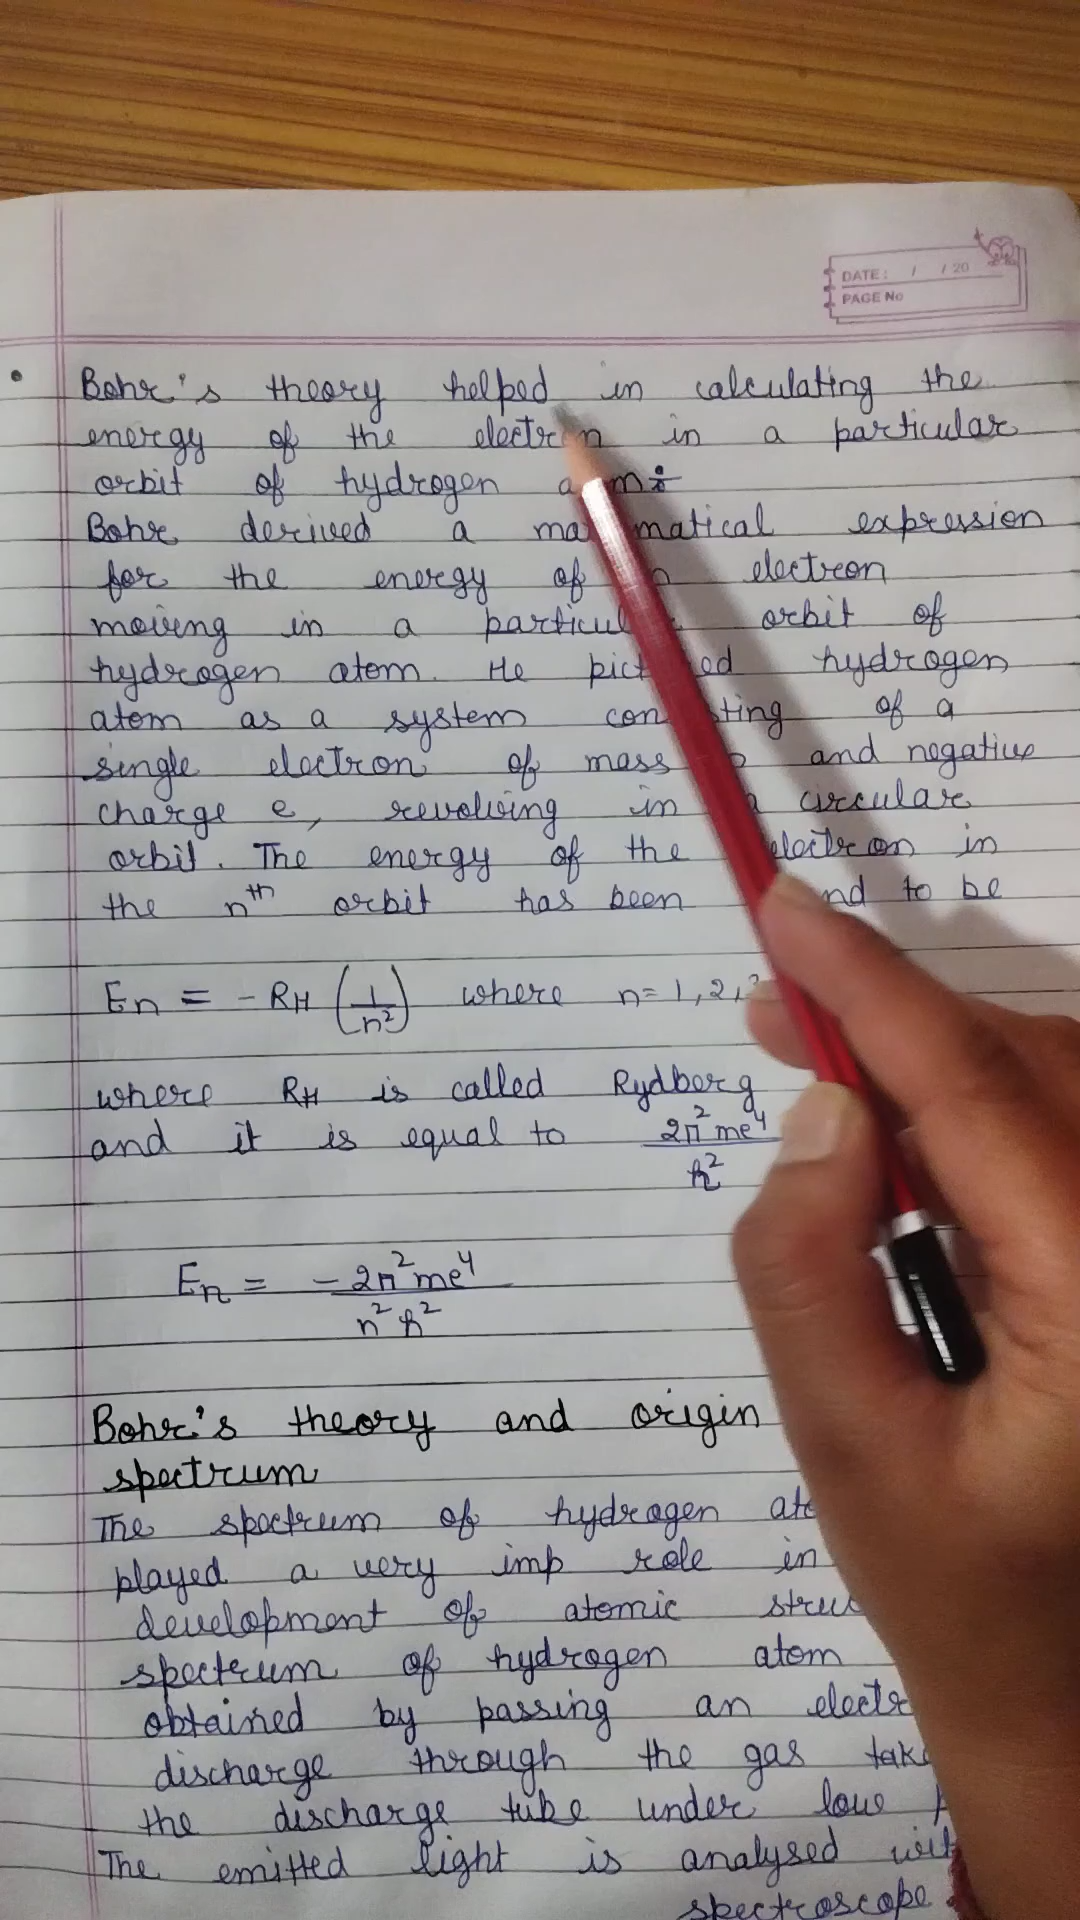 DATE: / / 20
PAGE No
Bohr's theory helped in calculating the
energy of the electron in a particular
orbit of hydrogen
Bohr derived a expression
for the energy of electron
moving in a orbit of
hydrogen atom. He hydrogen
atom as a system of a
single electron of mass and negative
charge e, revolving in circular
orbit. The energy of the electron in
the nth orbit has been to be
En = - RH (1/n²) where n=1, 2,
where RH is called Rydberg
and it is equal to 2π²me⁴/h²
En = -2π²me⁴/n²h²
Bohr's theory and origin
spectrum
The spectrum of hydrogen
played a very imp role in
development of atomic
spectrum of hydrogen atom
obtained by passing an
discharge through the gas
the discharge tube under low
The emitted light is analysed
spectroscope